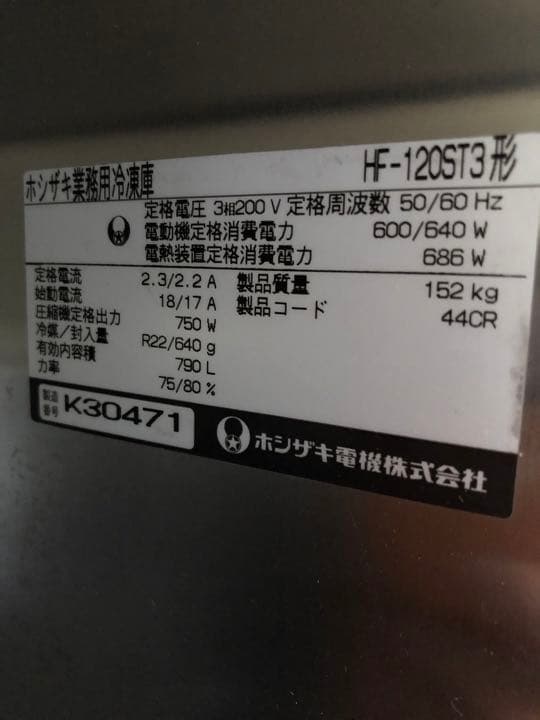 ホシザキ業務用冷凍庫 HF-120ST3形
定格電圧 3相200V 定格周波数 50/60 Hz
電動機定格消費電力 600/640 W
電熱装置定格消費電力 686 W
定格電流 2.3/2.2 A 製品質量 152 kg
始動電流 18/17 A 製品コード 44CR
圧縮機定格出力 750 W
冷媒/封入量 R22/640 g
有効内容積 790 L
力率 75/80 %
製造番号 K30471 ホシザキ電機株式会社